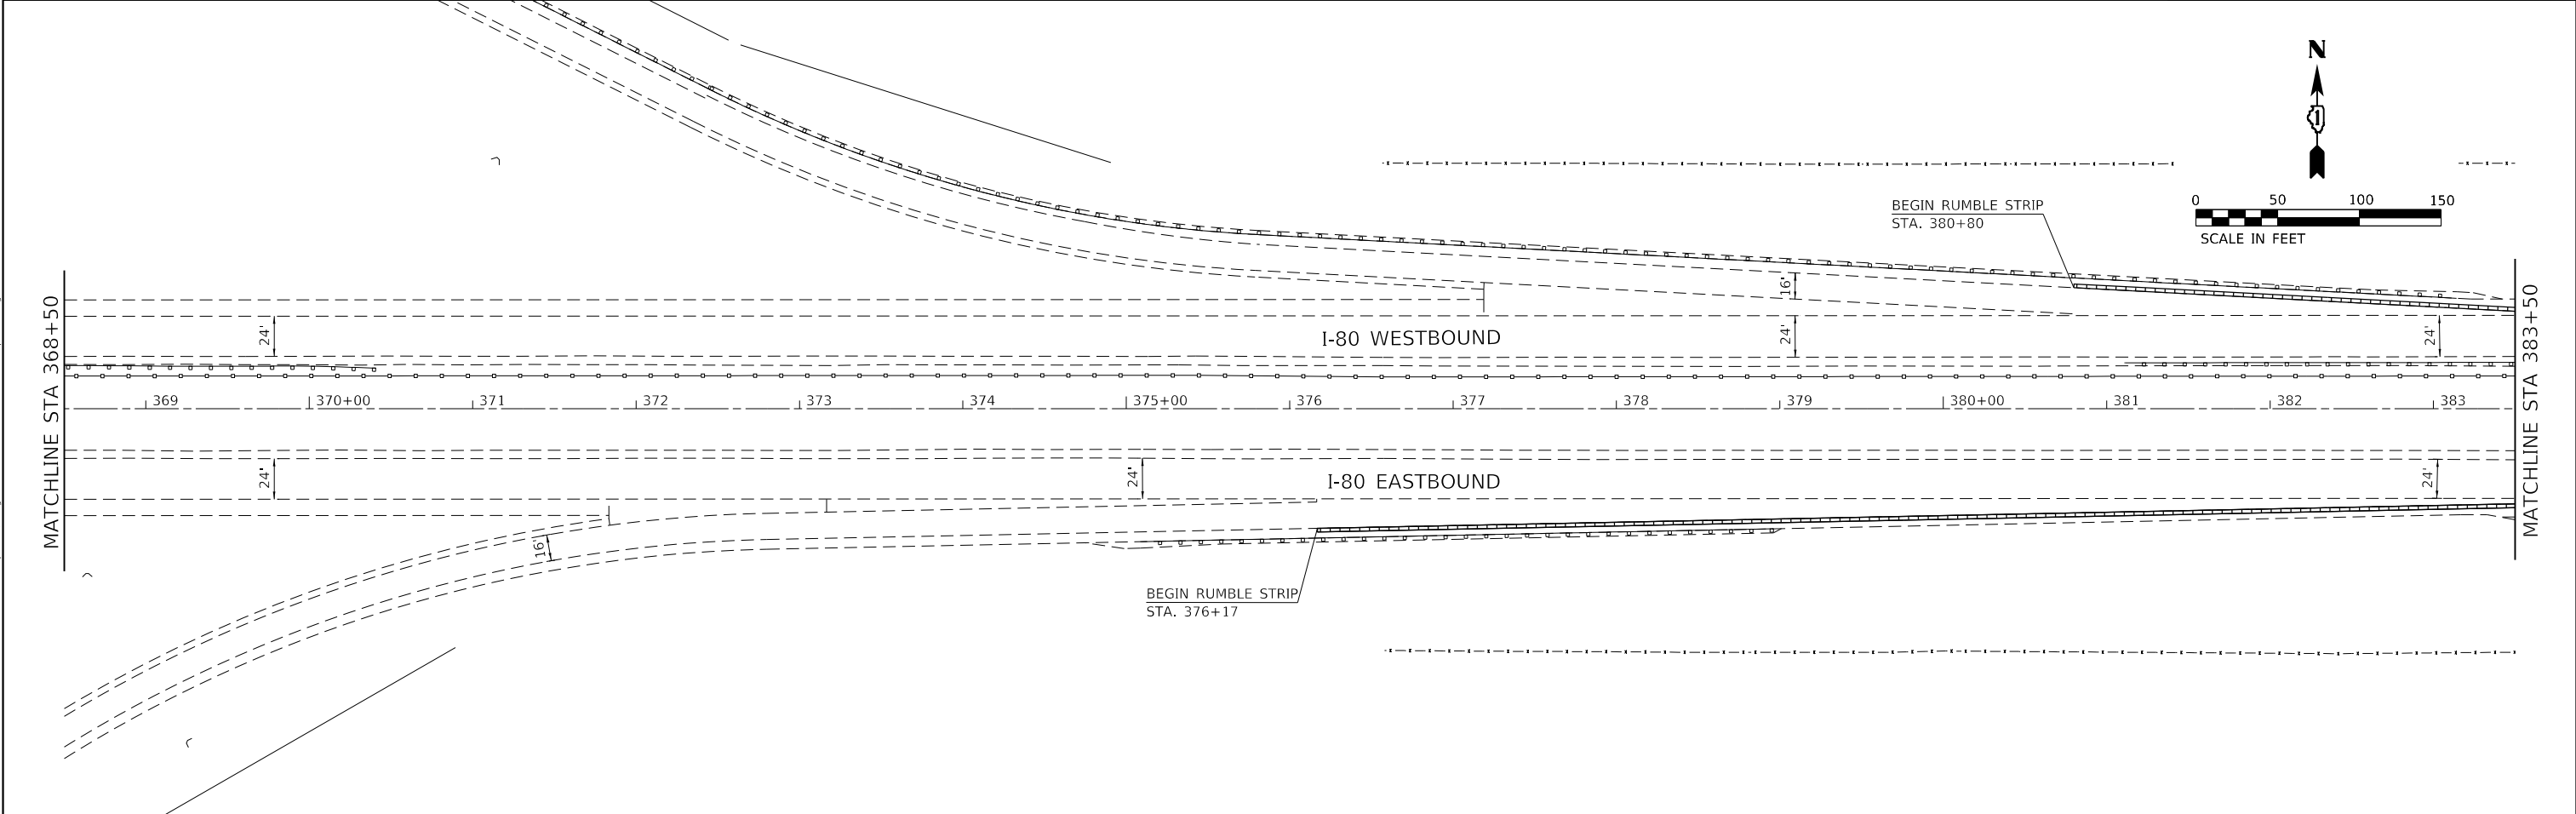 N
1
0 50 100 150
SCALE IN FEET
BEGIN RUMBLE STRIP
STA. 380+80
16'
16'
24'
24'
24'
I-80 WESTBOUND
MATCHLINE STA 368+50
MATCHLINE STA 383+50
369 370+00 371 372 373 374 375+00 376 377 378 379 380+00 381 382 383
24'
24'
24'
I-80 EASTBOUND
BEGIN RUMBLE STRIP
STA. 376+17